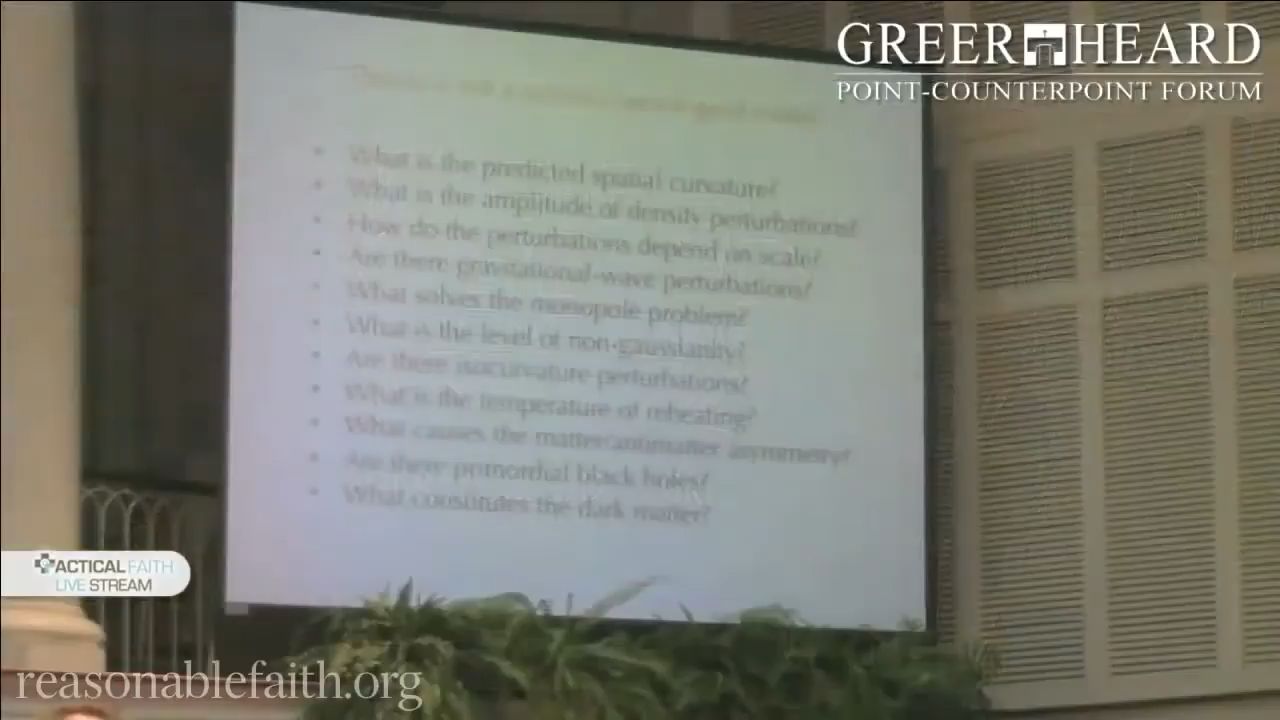 GREER HEARD
POINT-COUNTERPOINT FORUM
What is the predicted spatial curvature?
What is the amplitude of density perturbations?
How do the perturbations depend on scale?
Are there gravitational-wave perturbations?
What solves the monopole problem?
What is the level of non-gaussianity?
Are there isocurvature perturbations?
What is the temperature of reheating?
What causes the matter/antimatter asymmetry?
Are there primordial black holes?
What constitutes the dark matter?
TACTICAL FAITH
LIVE STREAM
reasonablefaith.org